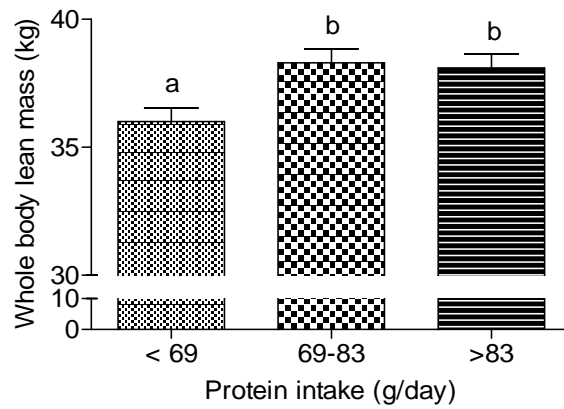 Whole body lean mass (kg)
40
35
30
10
0
a
b
b
< 69
69-83
>83
Protein intake (g/day)